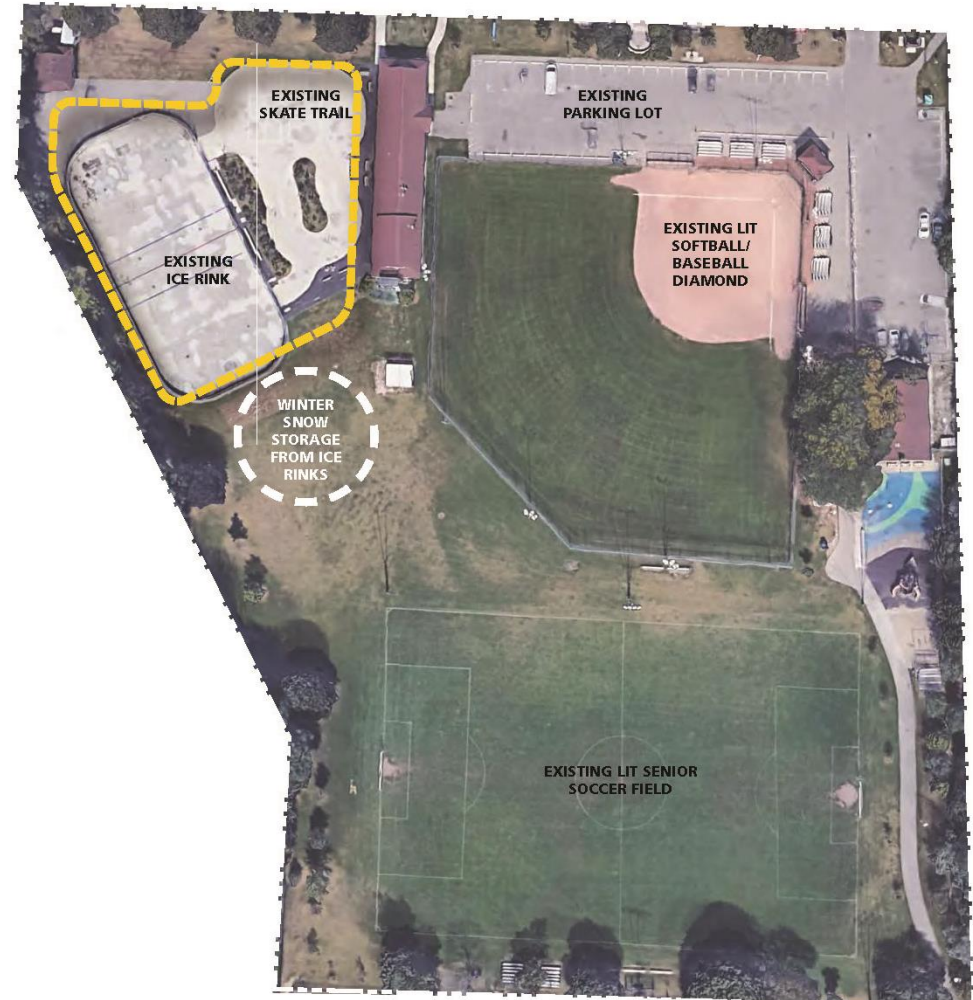 EXISTING
SKATE TRAIL
EXISTING
PARKING LOT
EXISTING
ICE RINK
EXISTING LIT
SOFTBALL/
BASEBALL
DIAMOND
WINTER
SNOW
STORAGE
FROM ICE
RINKS
EXISTING LIT SENIOR
SOCCER FIELD